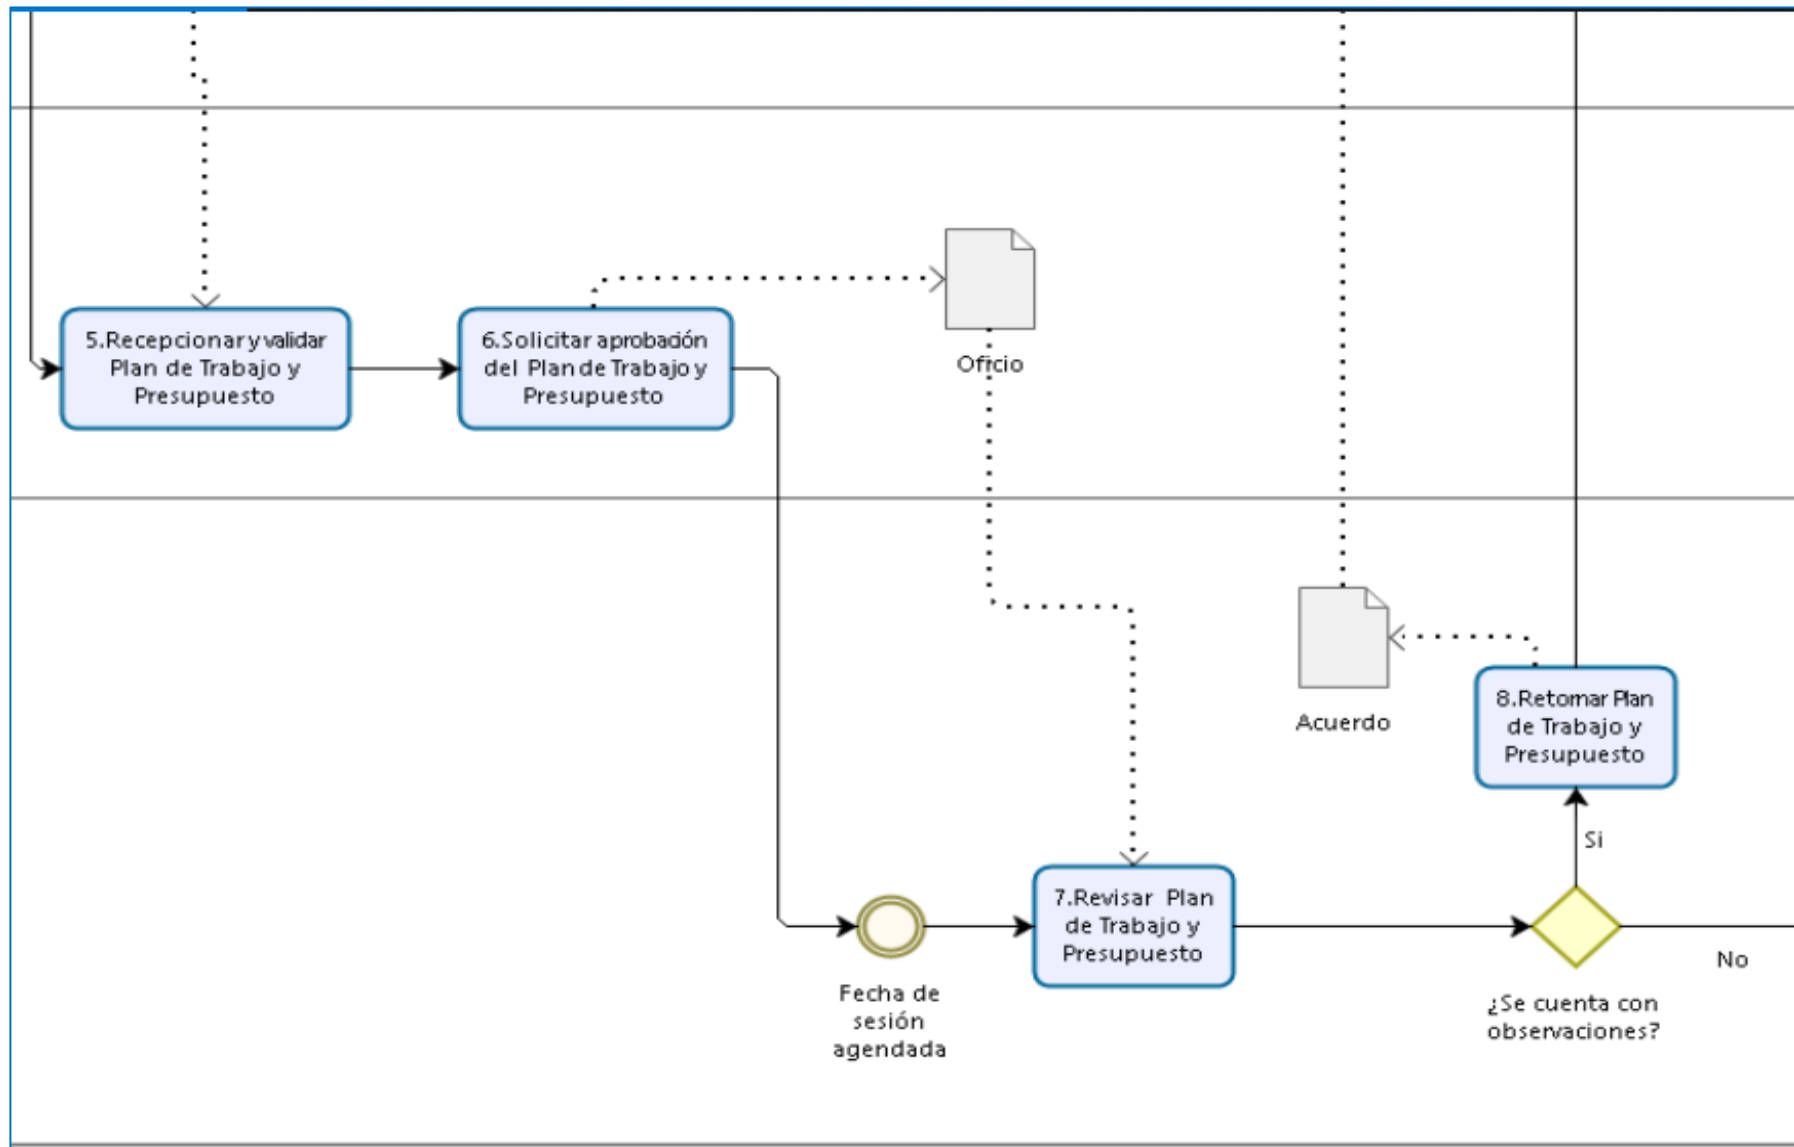 5.Recepcionar y validar
Plan de Trabajo y
Presupuesto
6.Solicitar aprobación
del Plan de Trabajo y
Presupuesto
Oficio
Acuerdo
8.Retornar Plan
de Trabajo y
Presupuesto
Si
7.Revisar Plan
de Trabajo y
Presupuesto
No
Fecha de
sesión
agendada
¿Se cuenta con
observaciones?